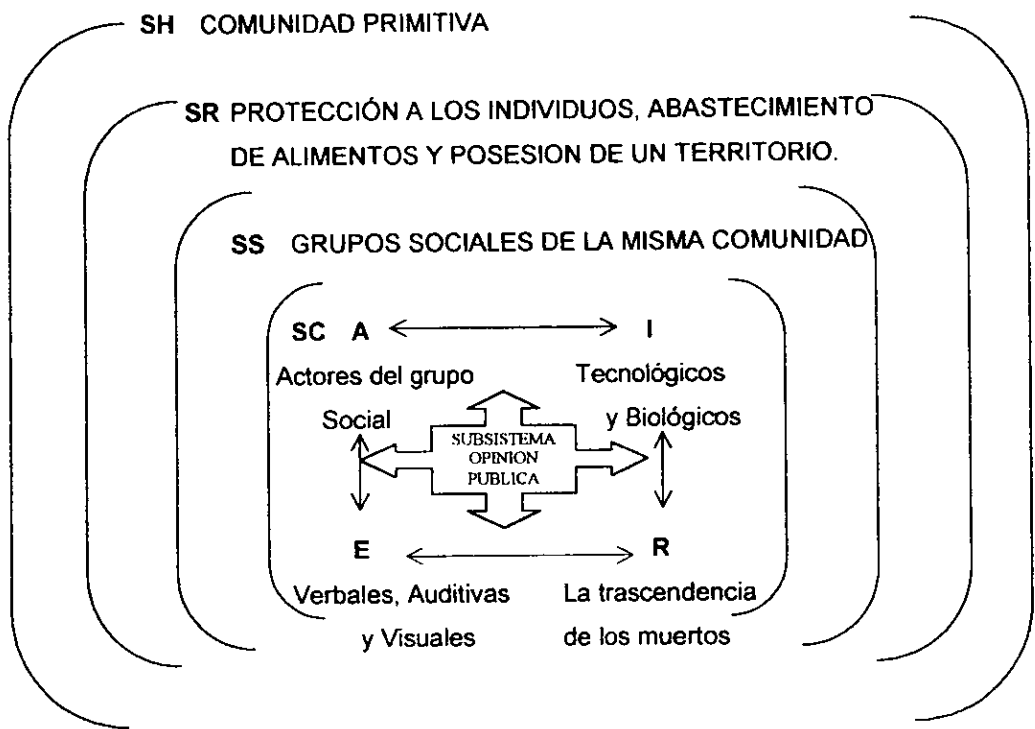 SH COMUNIDAD PRIMITIVA
SR PROTECCIÓN A LOS INDIVIDUOS, ABASTECIMIENTO
DE ALIMENTOS Y POSESION DE UN TERRITORIO.
SS GRUPOS SOCIALES DE LA MISMA COMUNIDAD
SC A I
Actores del grupo Tecnológicos
Social y Biológicos
SUBSISTEMA
OPINION
PUBLICA
E R
Verbales, Auditivas La trascendencia
y Visuales de los muertos